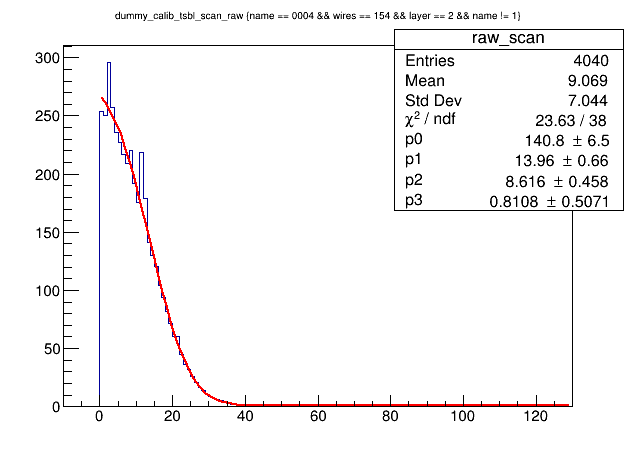 dummy_calib_tsbl_scan_raw {name == 0004 && wires == 154 && layer == 2 && name != 1}
raw_scan
Entries 4040
Mean 9.069
Std Dev 7.044
χ² / ndf 23.63 / 38
p0 140.8 ± 6.5
p1 13.96 ± 0.66
p2 8.616 ± 0.458
p3 0.8108 ± 0.5071
300
250
200
150
100
50
0
0 20 40 60 80 100 120